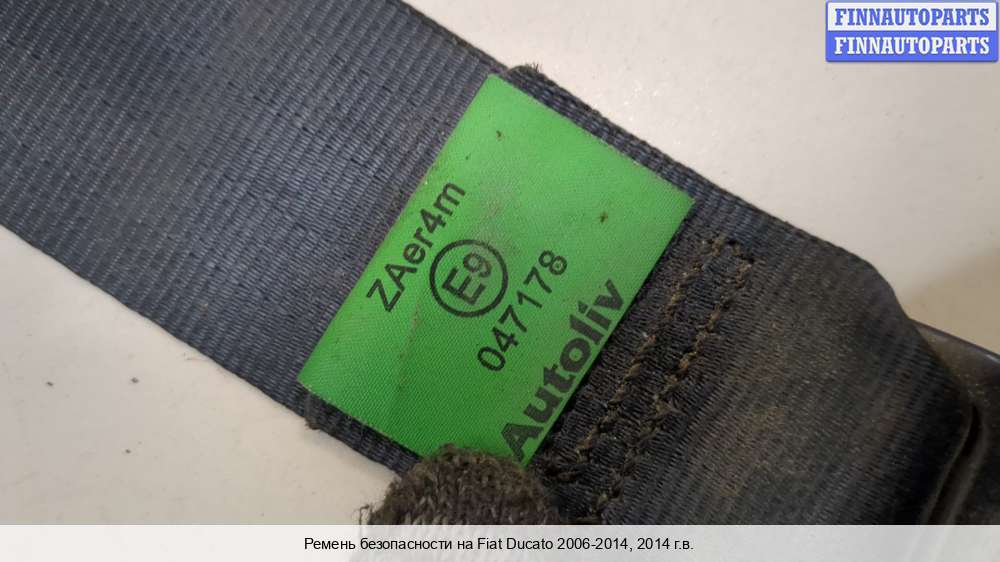 FINNAUTOPARTS
FINNAUTOPARTS
ZAer4m
E9
047178
Autoliv
Ремень безопасности на Fiat Ducato 2006-2014, 2014 г.в.